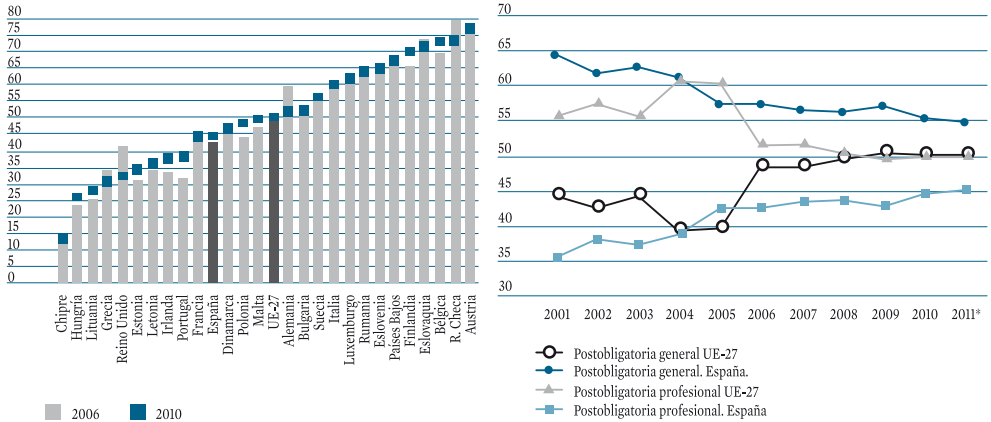 80
75
70
65
60
55
50
45
40
35
30
25
20
15
10
5
0
Chipre
Hungria
Lituania
Grecia
Reino Unido
Estonia
Letonia
Irlanda
Portugal
Francia
España
Dinamarca
Polonia
Malta
UE-27
Alemania
Bulgaria
Suecia
Italia
Luxemburgo
Rumania
Eslovenia
Países Bajos
Finlandia
Eslovaquia
Bélgica
R. Checa
Austria
2006
2010
70
65
60
55
50
45
40
35
30
2001 2002 2003 2004 2005 2006 2007 2008 2009 2010 2011*
Postobligatoria general UE-27
Postobligatoria general. España.
Postobligatoria profesional UE-27
Postobligatoria profesional. España